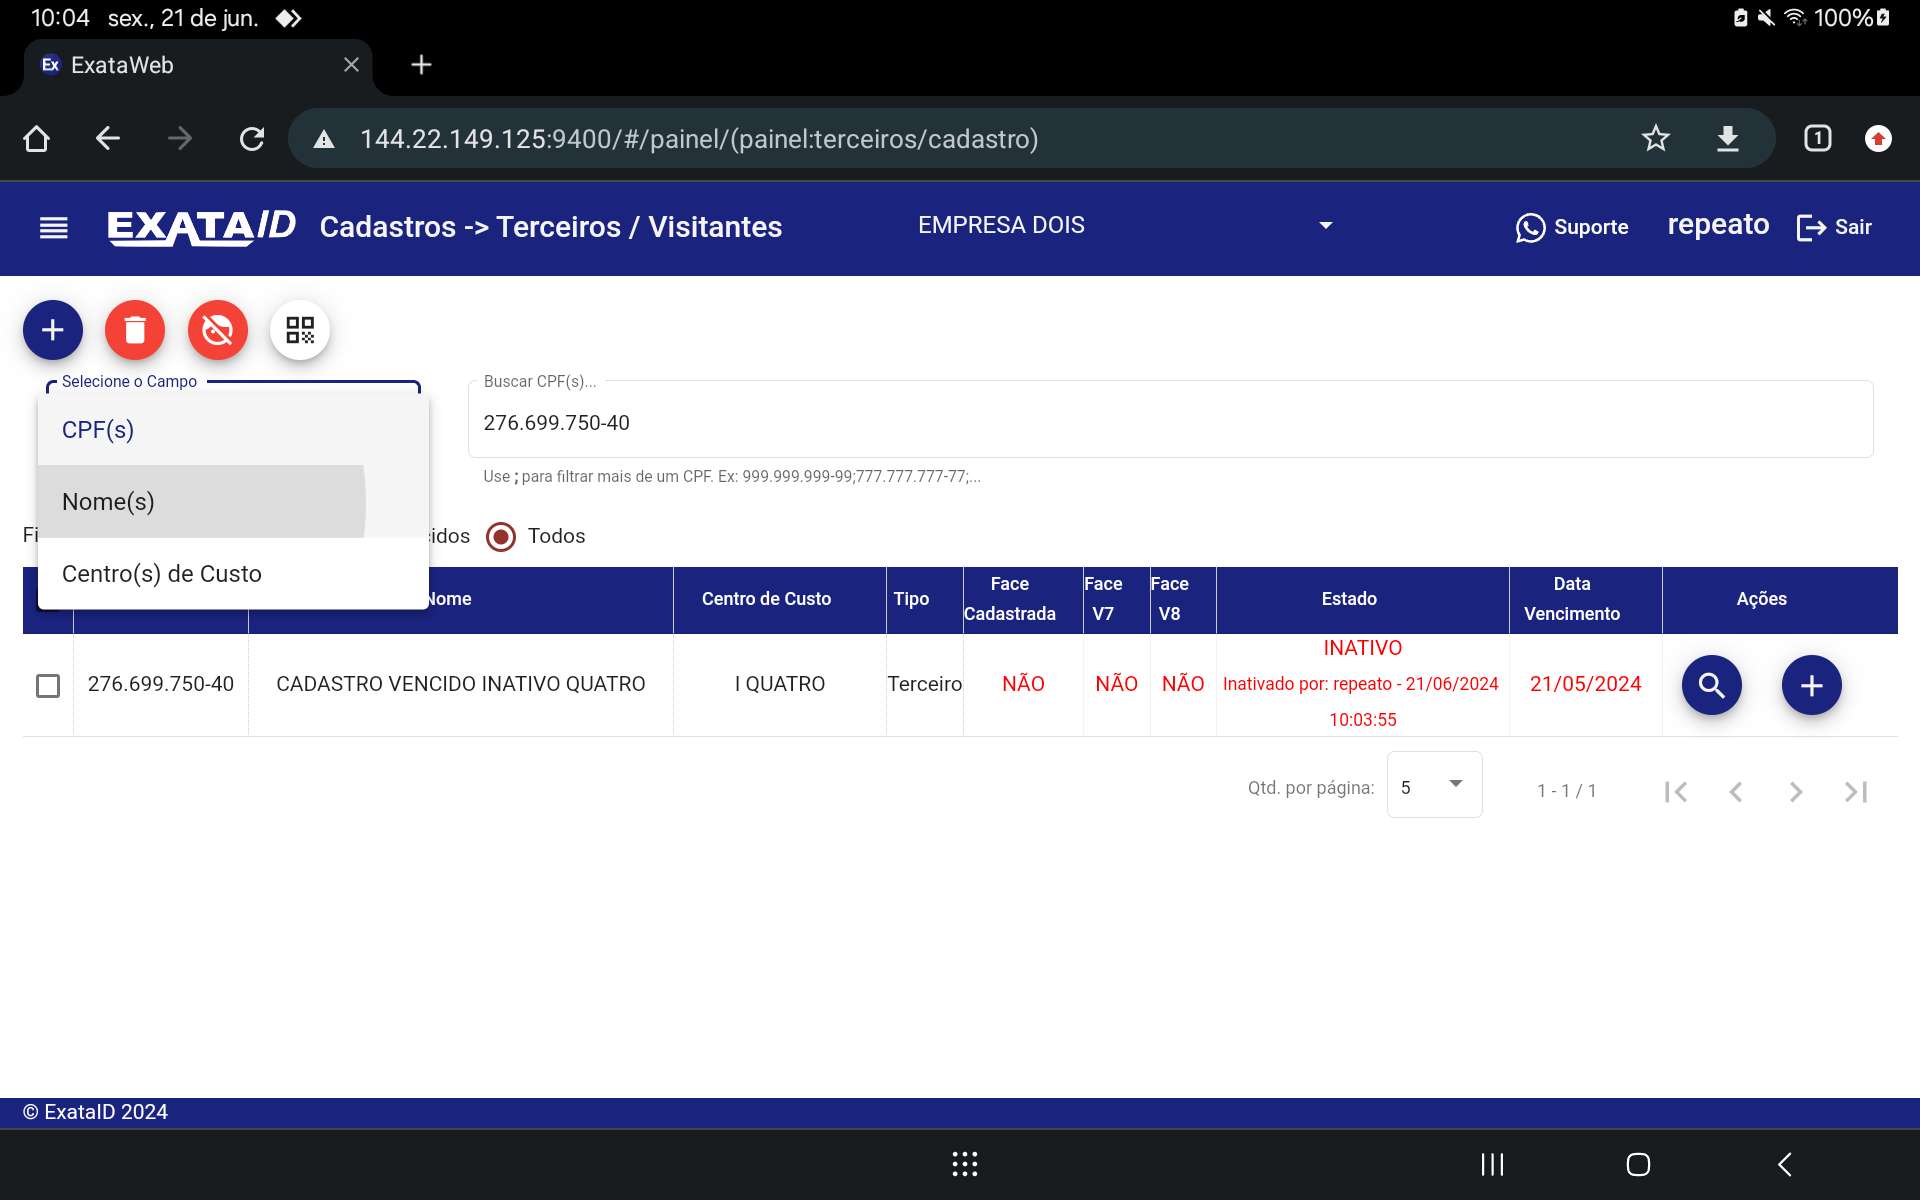 10:04 sex., 21 de jun. 100%
Ex ExataWeb
144.22.149.125:9400/#/painel/(painel:terceiros/cadastro) 1
EXATAID Cadastros -> Terceiros / Visitantes EMPRESA DOIS Suporte repeato Sair
Selecione o Campo Buscar CPF(s)...
CPF(s) 276.699.750-40
Use ; para filtrar mais de um CPF. Ex: 999.999.999-99;777.777.777-77;...
Nome(s)
Fi cidos Todos
Centro(s) de Custo
Nome Centro de Custo Tipo Face Cadastrada Face V7 Face V8 Estado Data Vencimento Ações
276.699.750-40 CADASTRO VENCIDO INATIVO QUATRO I QUATRO Terceiro NÃO NÃO NÃO INATIVO Inativado por: repeato - 21/06/2024 10:03:55 21/05/2024
Qtd. por página: 5 1 - 1 / 1
© ExataID 2024